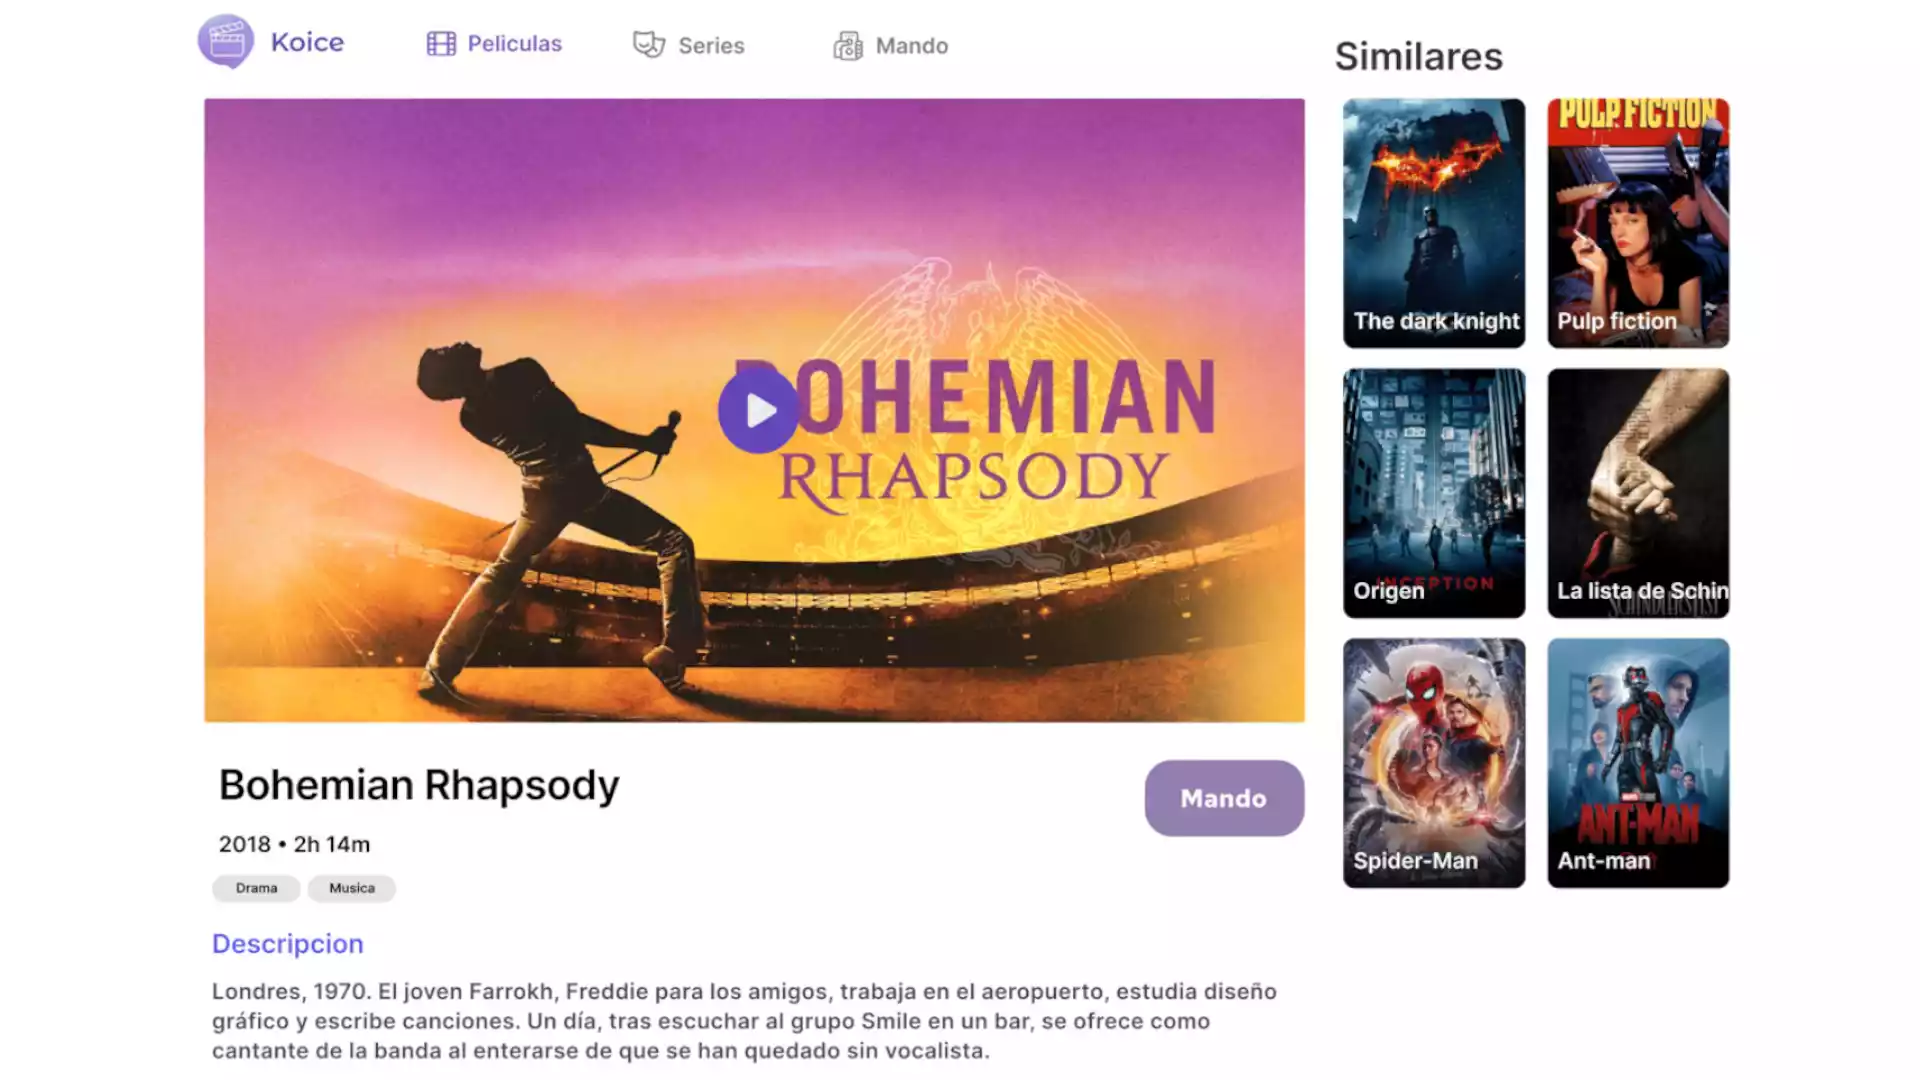 Koice
Peliculas
Series
Mando
BOHEMIAN
RHAPSODY
Bohemian Rhapsody
Mando
2018 • 2h 14m
Drama
Musica
Descripcion
Londres, 1970. El joven Farrokh, Freddie para los amigos, trabaja en el aeropuerto, estudia diseño
gráfico y escribe canciones. Un día, tras escuchar al grupo Smile en un bar, se ofrece como
cantante de la banda al enterarse de que se han quedado sin vocalista.
Similares
The dark knight
PULP FICTION
Pulp fiction
INCEPTION
Origen
La lista de Schin
SCHINDLER'S LIST
Spider-Man
ANT-MAN
Ant-man